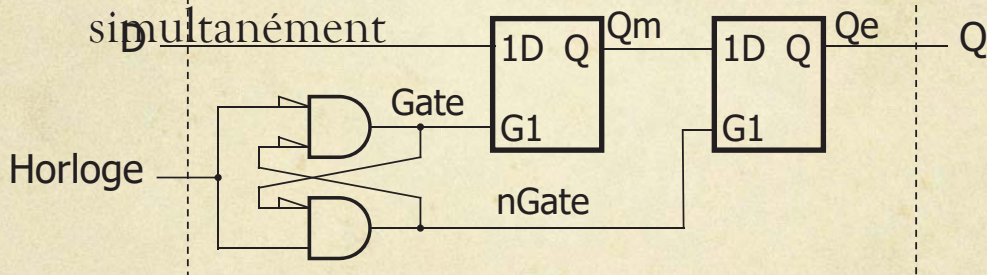 simultanément
D
1D Q
Qm
1D Q
Qe
Q
Gate
G1
G1
Horloge
nGate